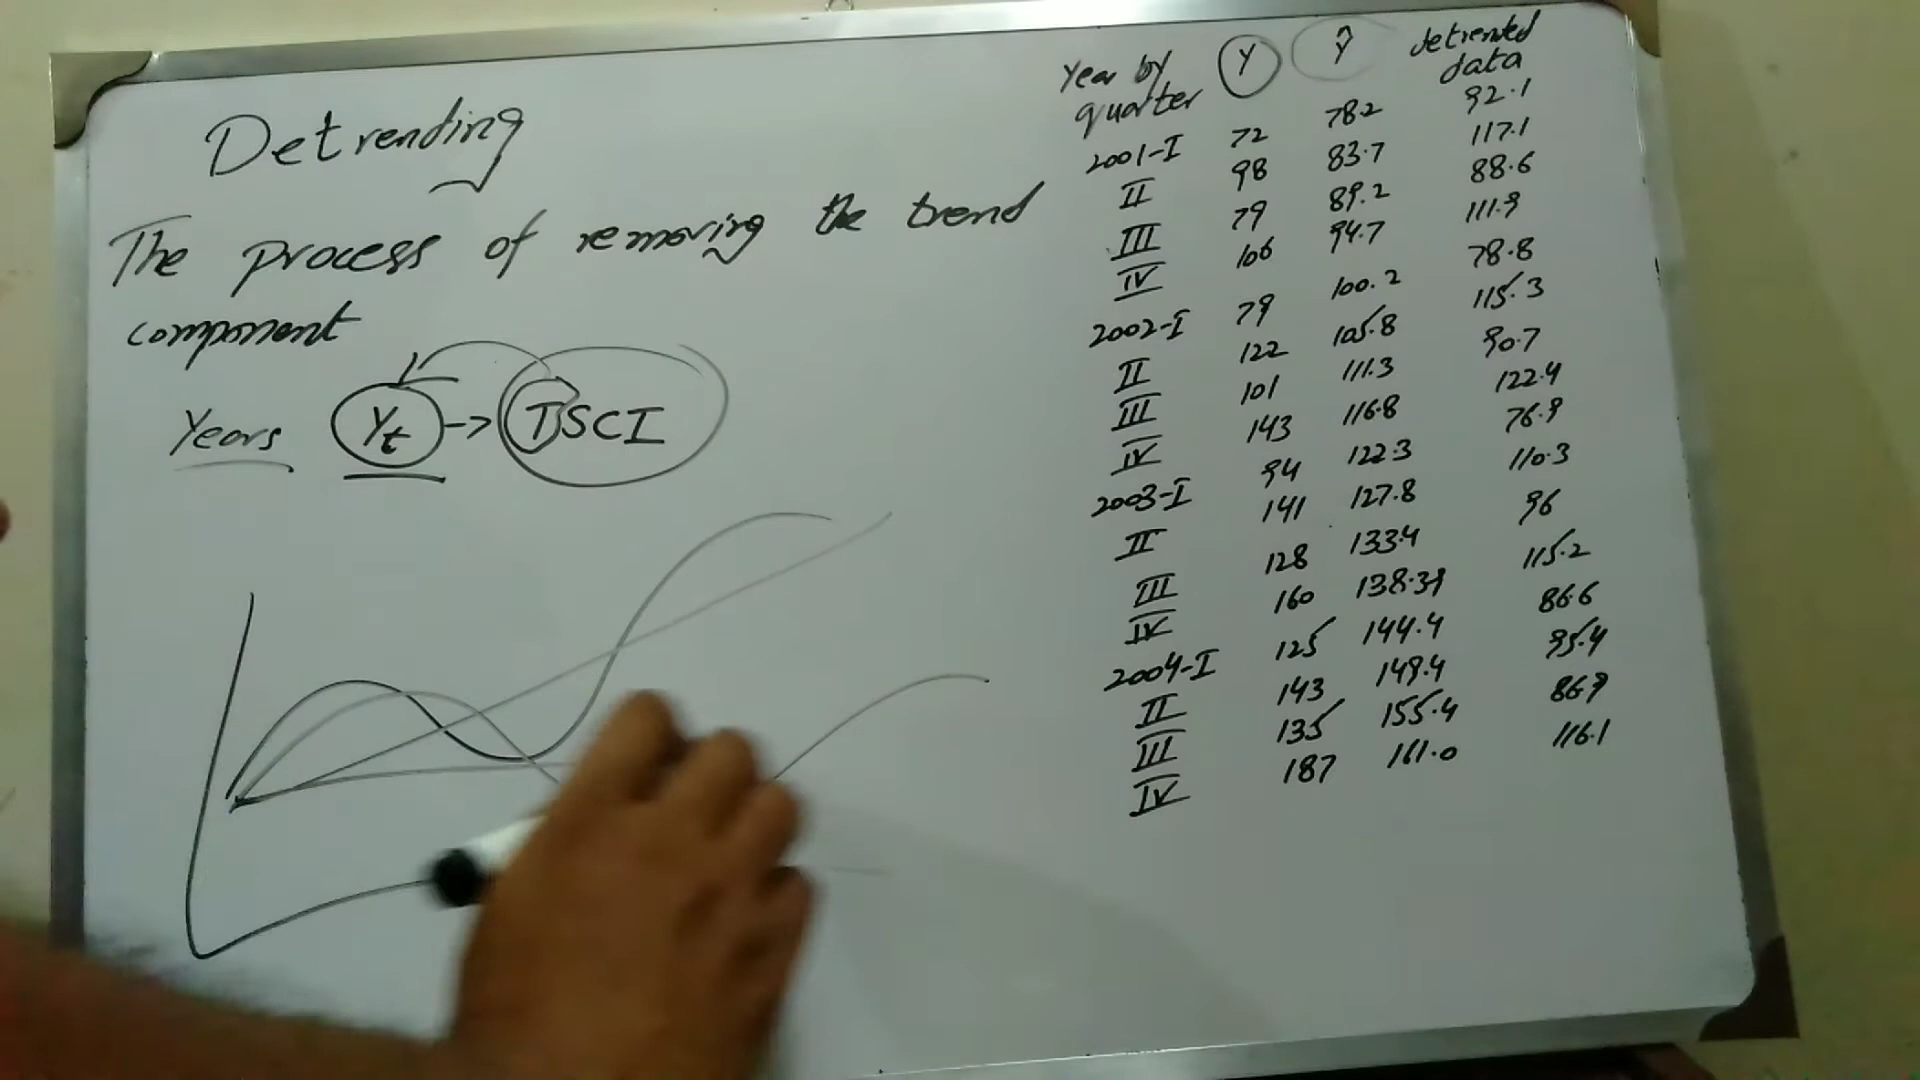 Detrending
The process of removing the trend
component
Years Yt -> TSCI
Year by quarter Y Ŷ detrended data
2001-I 72 78.2 92.1
II 98 83.7 117.1
III 79 89.2 88.6
IV 106 94.7 111.9
2002-I 79 100.2 78.8
II 122 105.8 115.3
III 101 111.3 90.7
IV 143 116.8 122.4
2003-I 94 122.3 76.9
II 141 127.8 110.3
III 128 133.4 96
IV 160 138.39 115.2
2004-I 125 144.4 86.6
II 143 149.4 95.4
III 135 155.4 86.9
IV 187 161.0 116.1